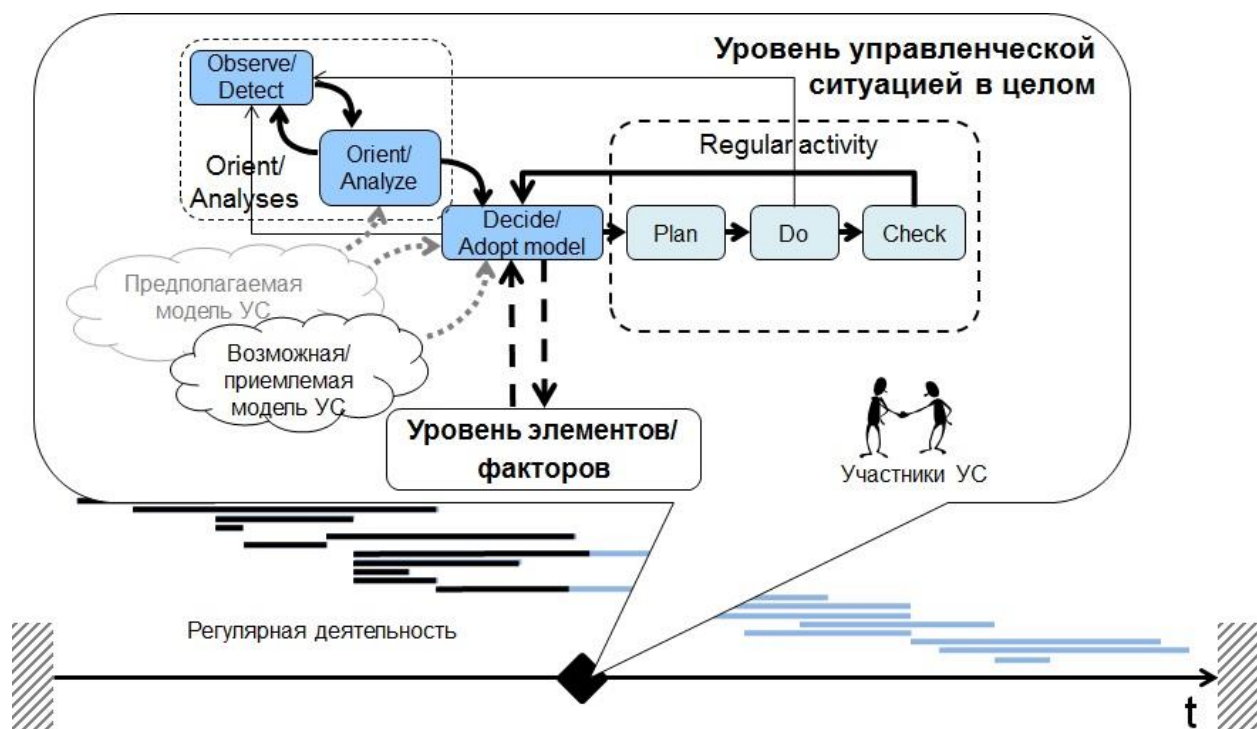 Уровень управленческой
ситуацией в целом
Observe/
Detect
Orient/
Analyze
Orient/
Analyses
Regular activity
Decide/
Adopt model
Plan
Do
Check
Предполагаемая
модель УС
Возможная/
приемлемая
модель УС
Уровень элементов/
факторов
Участники УС
Регулярная деятельность
t